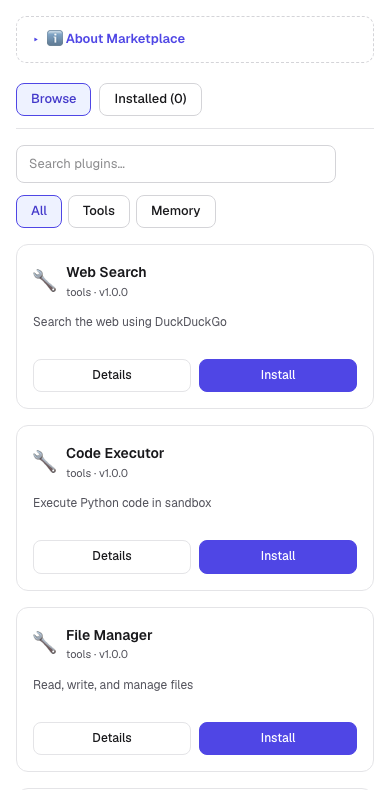 About Marketplace
Browse
Installed (0)
Search plugins...
All
Tools
Memory
Web Search
tools · v1.0.0
Search the web using DuckDuckGo
Details
Install
Code Executor
tools · v1.0.0
Execute Python code in sandbox
Details
Install
File Manager
tools · v1.0.0
Read, write, and manage files
Details
Install